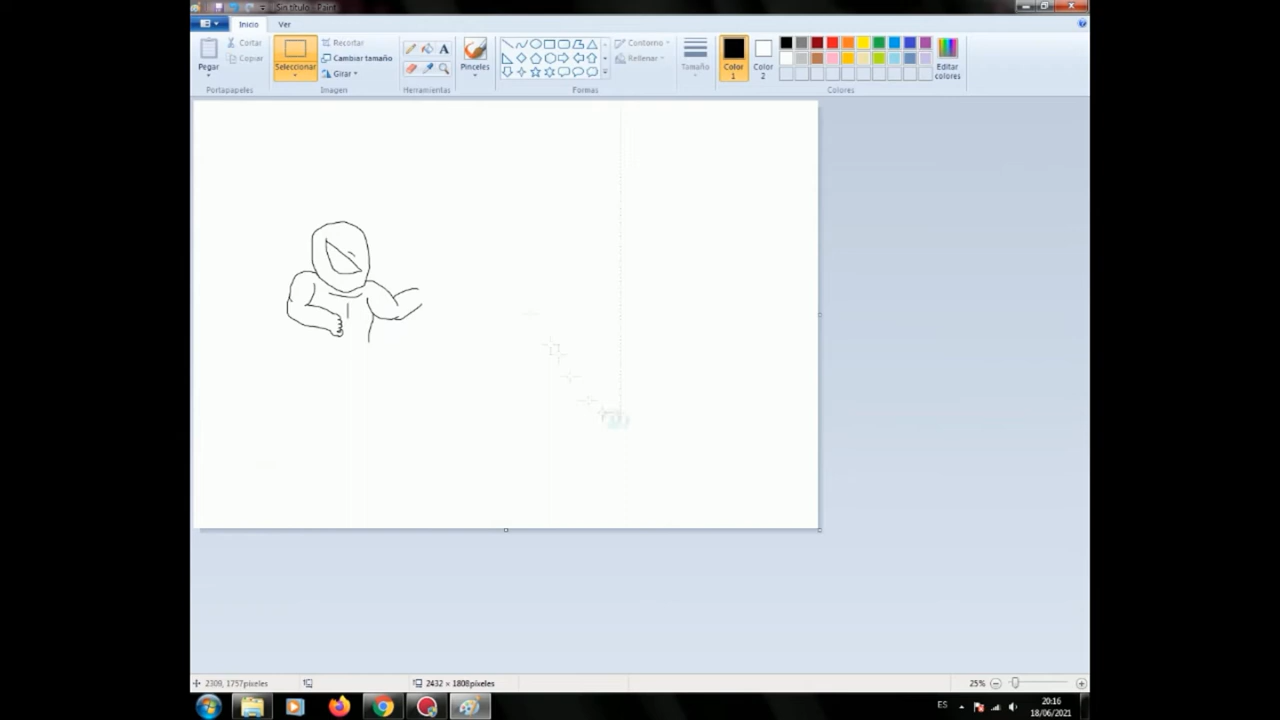 Sin título - Paint
Inicio Ver
Pegar
Cortar
Copiar
Portapapeles
Seleccionar
Recortar
Cambiar tamaño
Girar
Imagen
A
Herramientas
Pinceles
Contorno
Rellenar
Formas
Tamaño
Color
1
Color
2
Editar
colores
Colores
2309, 1757píxeles 2432 × 1808píxeles 25%
ES 20:16
18/06/2021